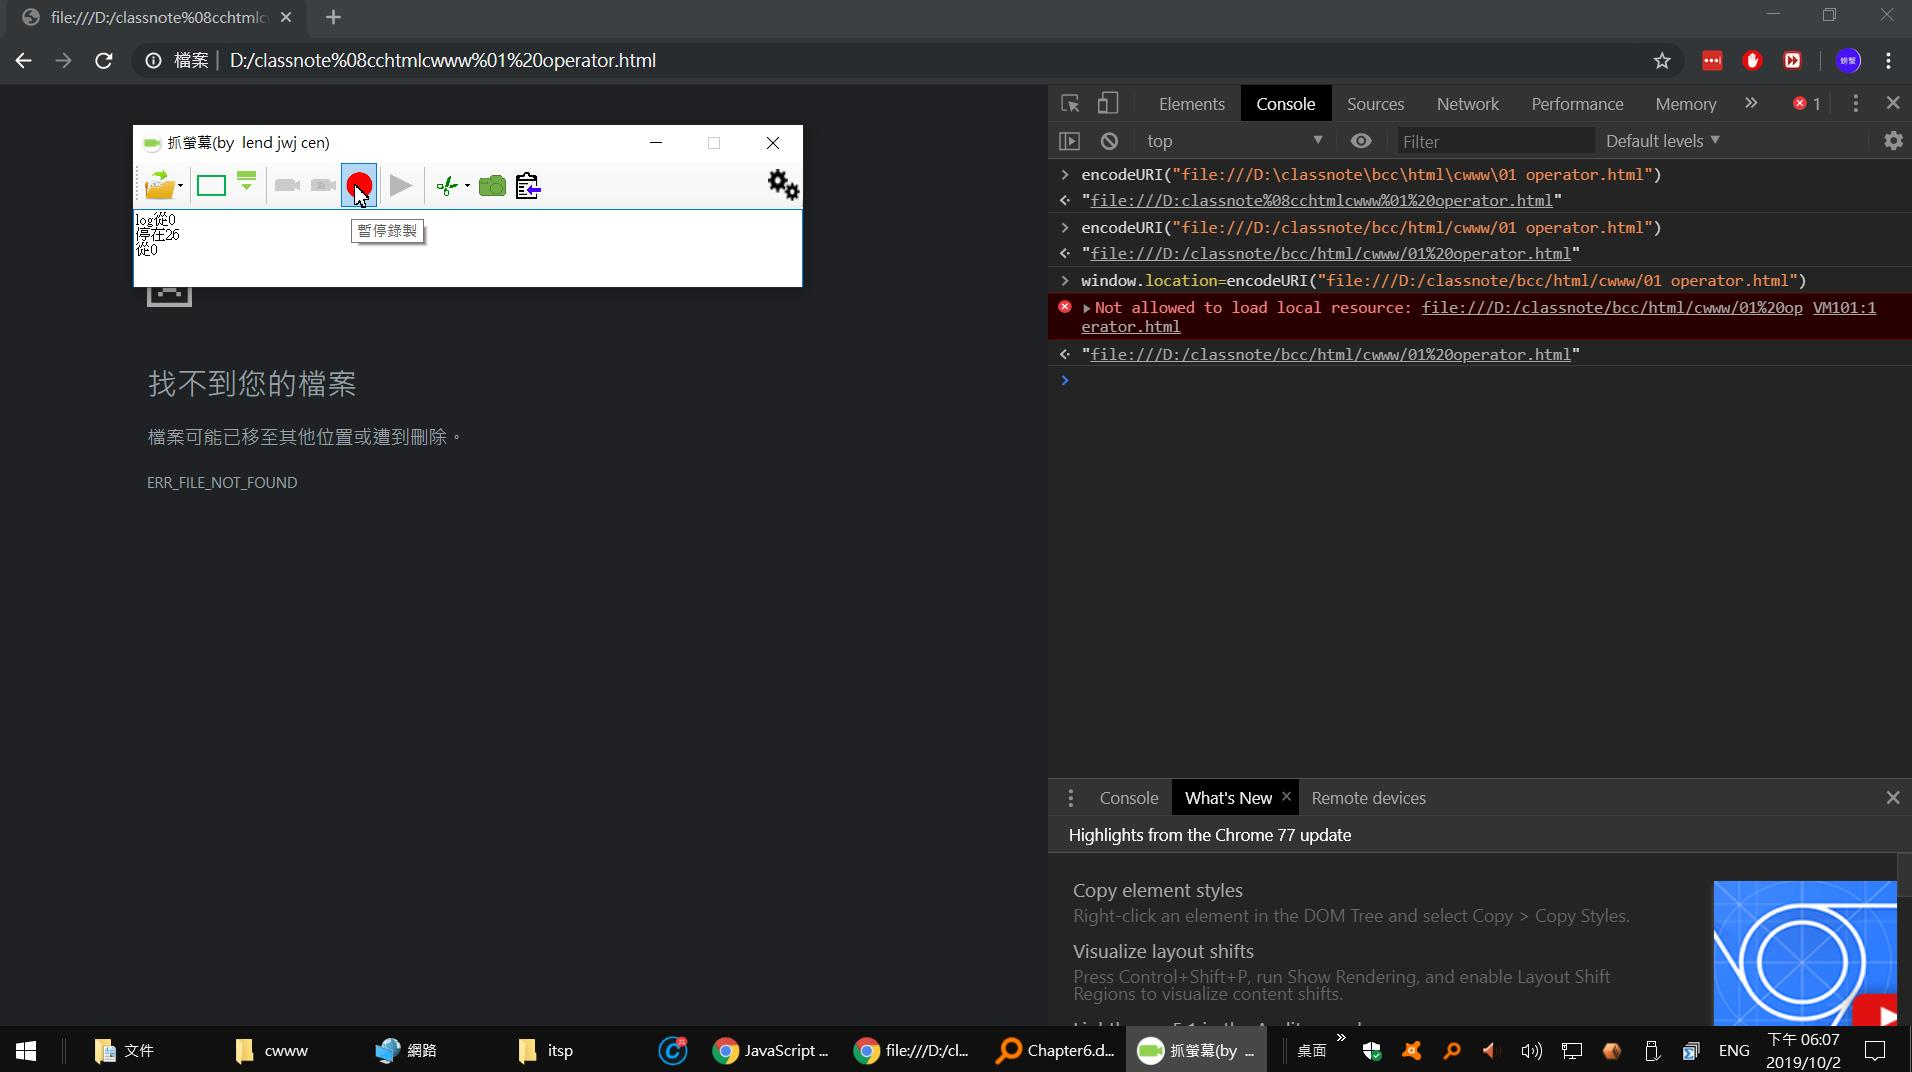 file:///D:/classnote%08cchtmlcw
檔案 | D:/classnote%08cchtmlcwww%01%20operator.html
螃蟹
抓螢幕(by lend jwj cen)
log從0
停在26
從0
暫停錄製
找不到您的檔案
檔案可能已移至其他位置或遭到刪除。
ERR_FILE_NOT_FOUND
Elements Console Sources Network Performance Memory » 1
top Filter Default levels
> encodeURI("file:///D:\classnote\bcc\html\cwww\01 operator.html")
"file:///D:classnote%08cchtmlcwww%01%20operator.html"
> encodeURI("file:///D:/classnote/bcc/html/cwww/01 operator.html")
"file:///D:/classnote/bcc/html/cwww/01%20operator.html"
> window.location=encodeURI("file:///D:/classnote/bcc/html/cwww/01 operator.html")
Not allowed to load local resource: file:///D:/classnote/bcc/html/cwww/01%20op VM101:1
erator.html
"file:///D:/classnote/bcc/html/cwww/01%20operator.html"
>
Console What's New Remote devices
Highlights from the Chrome 77 update
Copy element styles
Right-click an element in the DOM Tree and select Copy > Copy Styles.
Visualize layout shifts
Press Control+Shift+P, run Show Rendering, and enable Layout Shift
Regions to visualize content shifts.
文件 cwww 網路 itsp JavaScript ... file:///D:/cl... Chapter6.d... 抓螢幕(by ... 桌面 » ENG 下午 06:07
2019/10/2